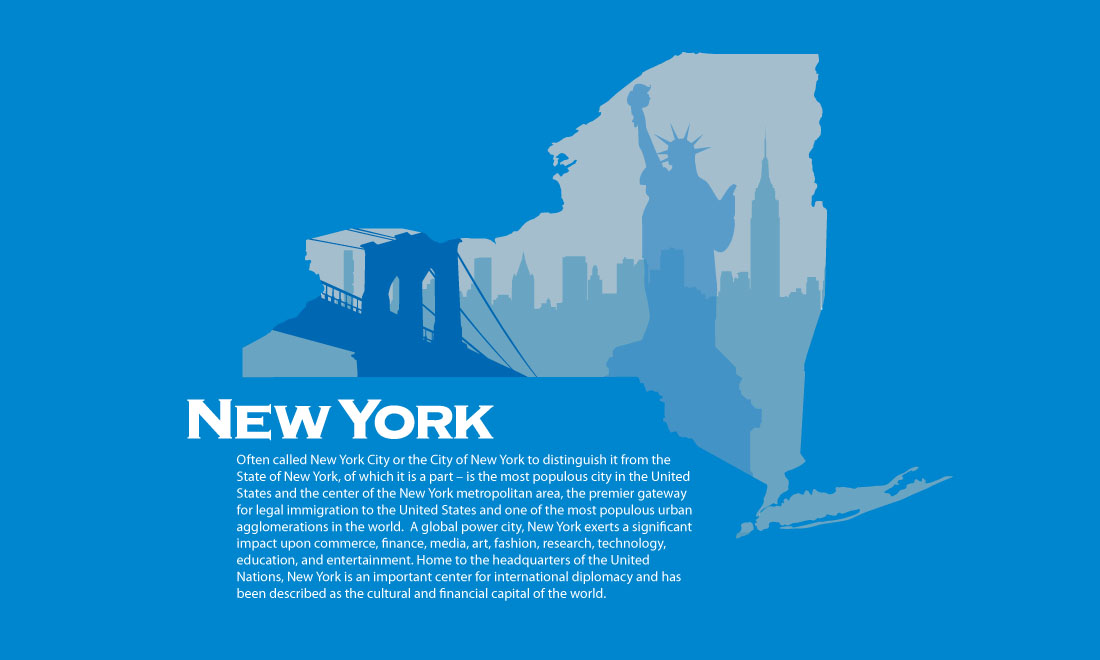 New York
Often called New York City or the City of New York to distinguish it from the
State of New York, of which it is a part – is the most populous city in the United
States and the center of the New York metropolitan area, the premier gateway
for legal immigration to the United States and one of the most populous urban
agglomerations in the world.  A global power city, New York exerts a significant
impact upon commerce, finance, media, art, fashion, research, technology,
education, and entertainment. Home to the headquarters of the United
Nations, New York is an important center for international diplomacy and has
been described as the cultural and financial capital of the world.